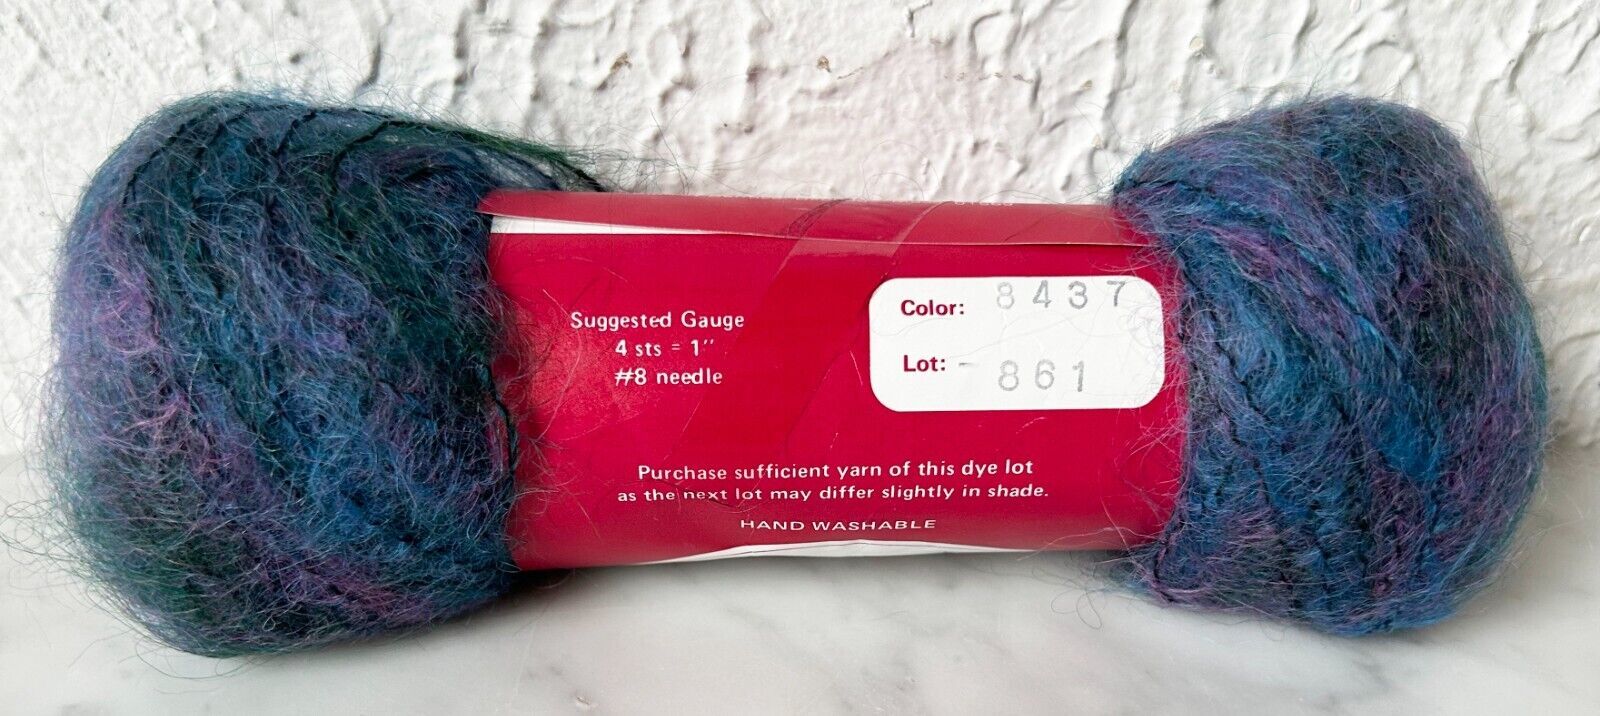 Suggested Gauge
4 sts = 1"
#8 needle
Color: 8437
Lot: 861
Purchase sufficient yarn of this dye lot
as the next lot may differ slightly in shade.
HAND WASHABLE